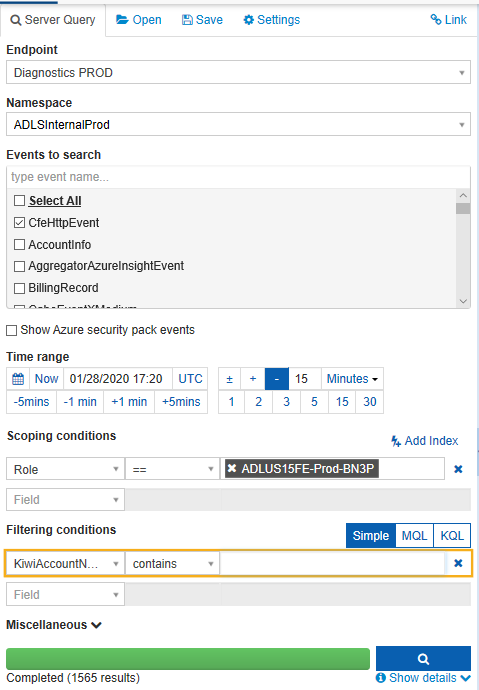 Server Query Open Save Settings Link
Endpoint
Diagnostics PROD
Namespace
ADLSInternalProd
Events to search
type event name...
Select All
CfeHttpEvent
AccountInfo
AggregatorAzureInsightEvent
BillingRecord
Show Azure security pack events
Time range
Now 01/28/2020 17:20 UTC ± + - 15 Minutes
-5mins -1 min +1 min +5mins 1 2 3 5 15 30
Scoping conditions
Add Index
Role == ADLUS15FE-Prod-BN3P
Field
Filtering conditions Simple MQL KQL
KiwiAccountN... contains
Field
Miscellaneous
Completed (1565 results) Show details